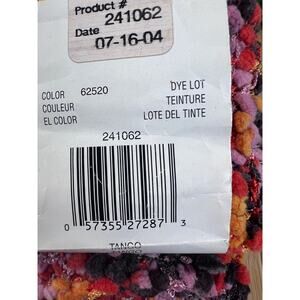 Product #
241062
Date
07-16-04
COLOR 62520 DYE LOT
COULEUR TEINTURE
EL COLOR LOTE DEL TINTE
241062
0 57355 27287 3
TANGO